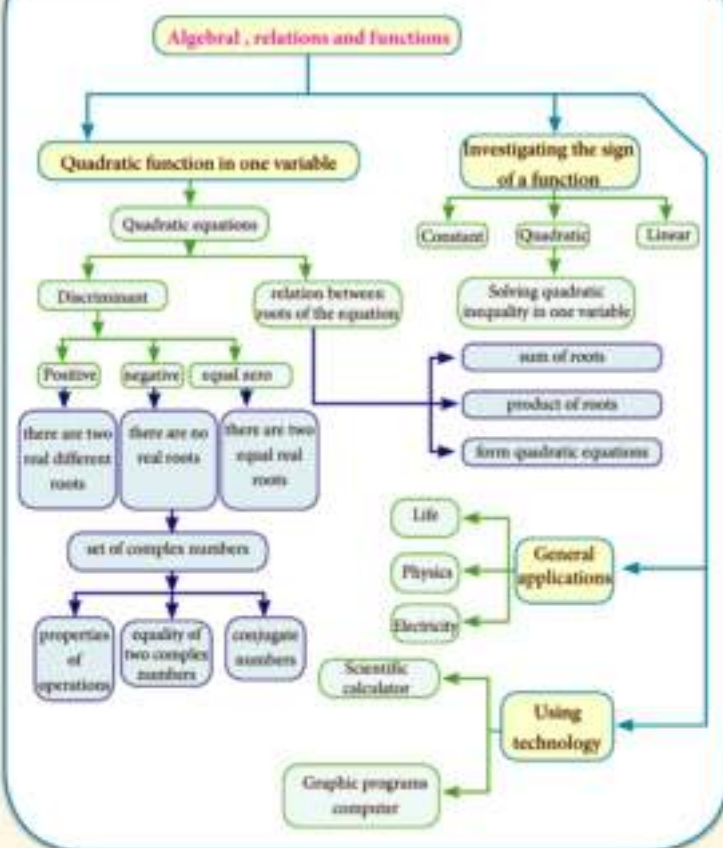 Algebral , relations and functions
Quadratic function in one variable
Investigating the sign
of a function
Quadratic equations
Constant
Quadratic
Linear
Discriminant
relation between
roots of the equation
Solving quadratic
inequality in one variable
Positive
negative
equal zero
sum of roots
product of roots
form quadratic equations
there are two
real different
roots
there are no
real roots
there are two
equal real
roots
set of complex numbers
properties
of
operations
equality of
two complex
numbers
conjugate
numbers
Life
Physics
Electricity
General
applications
Scientific
calculator
Using
technology
Graphic programs
computer